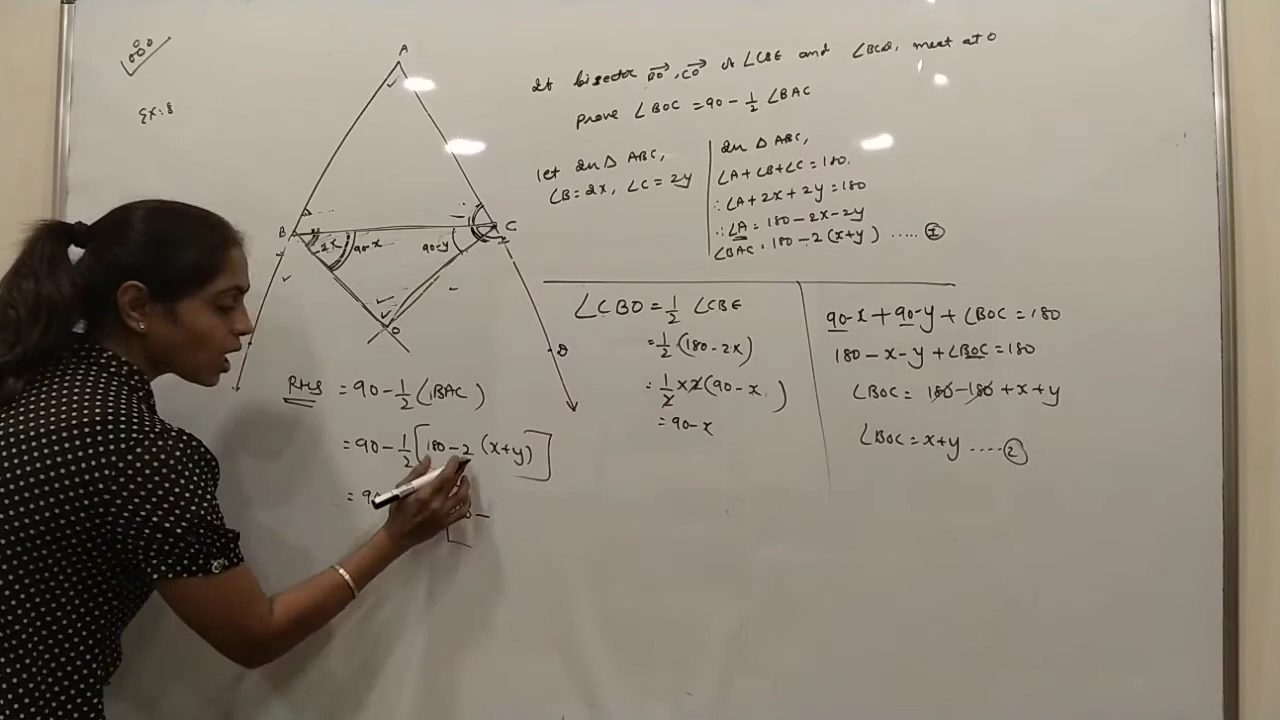 Ex: 8
If bisector BO, CO of ∠CBE and ∠BCD, meet at O
Prove ∠BOC = 90 - 1/2 ∠BAC
let In Δ ABC,
∠B = 2x, ∠C = 2y
In Δ ABC,
∠A + ∠B + ∠C = 180.
∴ ∠A + 2x + 2y = 180
∴ ∠A = 180 - 2x - 2y
∠BAC = 180 - 2(x+y) ..... 1
A
B
C
2x
90-x
90-y
x
O
D
∠CBO = 1/2 ∠CBE
= 1/2 (180 - 2x)
= 1/2 x 2 (90 - x)
= 90 - x
90-x + 90-y + ∠BOC = 180
180 - x - y + ∠BOC = 180
∠BOC = 180 - 180 + x + y
∠BOC = x+y ....2
RHS = 90 - 1/2 (∠BAC)
= 90 - 1/2 [180 - 2 (x+y)]
= 90